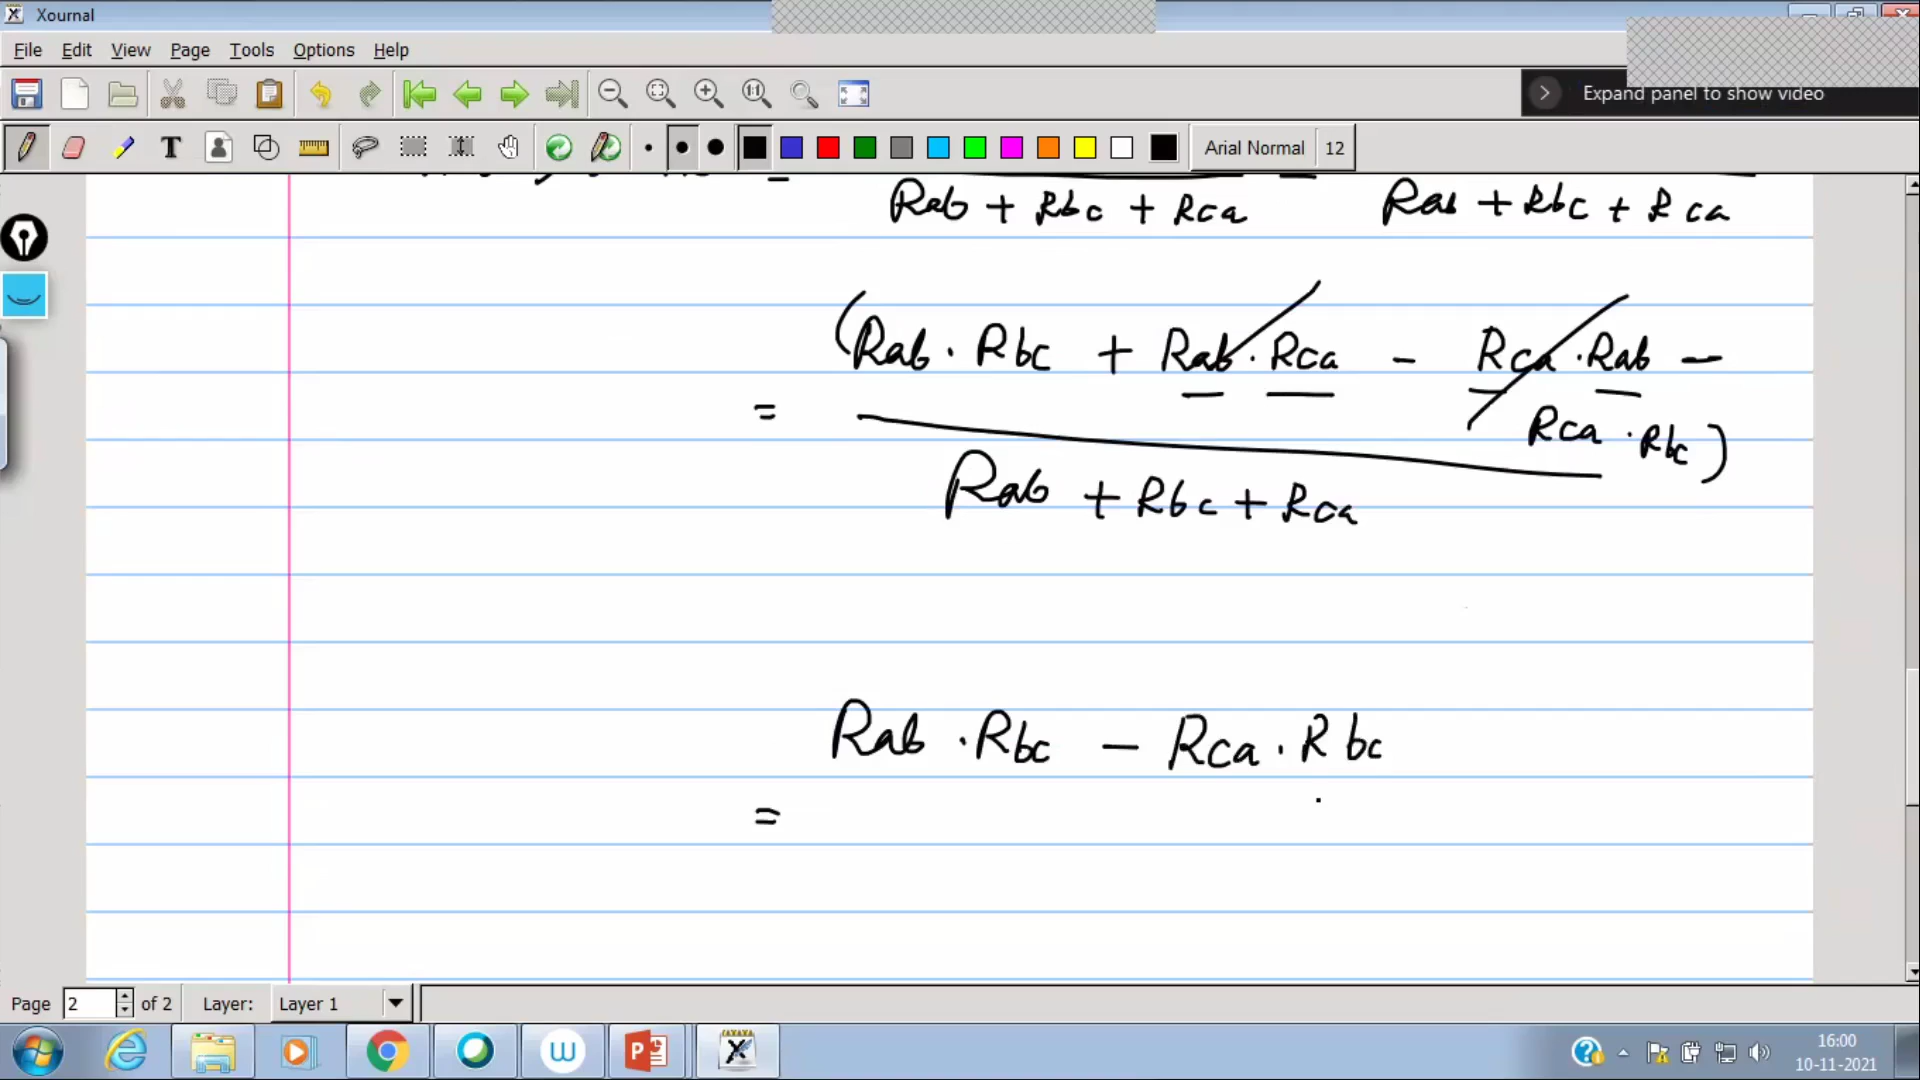 Xournal
File Edit View Page Tools Options Help
Expand panel to show video
Arial Normal 12
Rab + Rbc + Rca Rab + Rbc + Rca
(Rab · Rbc + Rab · Rca - Rca · Rab -
= Rca · Rbc)
Rab + Rbc + Rca
Rab · Rbc - Rca · Rbc
=
Page 2 of 2 Layer: Layer 1
16:00
10-11-2021